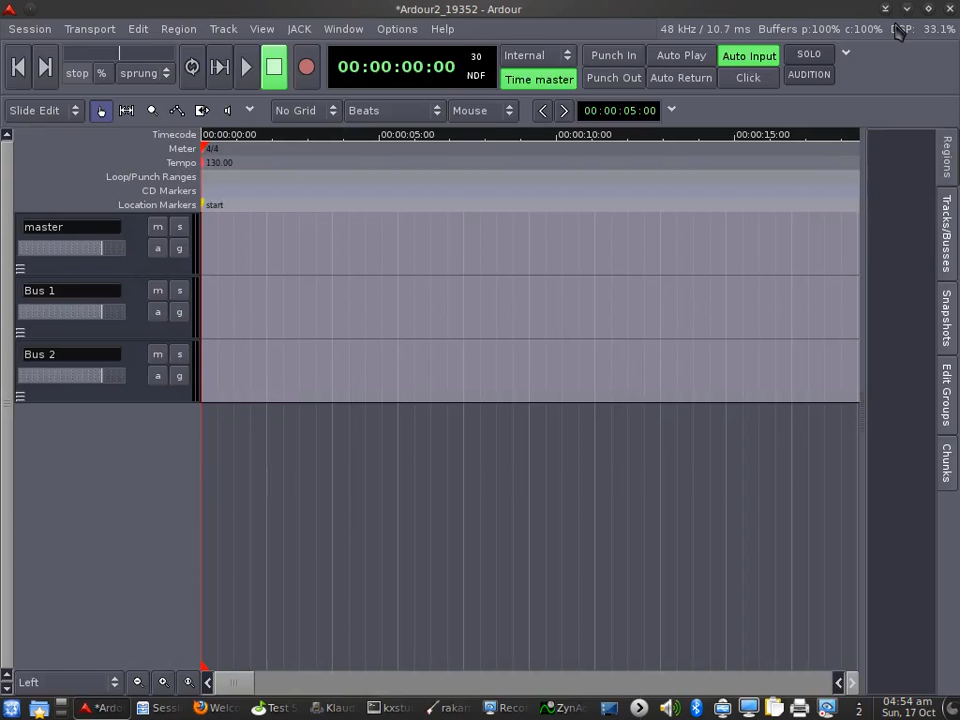 *Ardour2_19352 - Ardour
Session Transport Edit Region Track View JACK Window Options Help 48 kHz / 10.7 ms Buffers p:100% c:100% DSP: 33.1%
stop % sprung 00:00:00:00 30 NDF Internal Time master Punch In Auto Play Auto Input SOLO
Punch Out Auto Return Click AUDITION
Slide Edit No Grid Beats Mouse 00:00:05:00
Timecode 00:00:00:00 00:00:05:00 00:00:10:00 00:00:15:00
Meter 4/4
Tempo 130.00
Loop/Punch Ranges
CD Markers
Location Markers start
master m s
a g
Bus 1 m s
a g
Bus 2 m s
a g
Regions
Tracks/Busses
Snapshots
Edit Groups
Chunks
Left
*Ardo Sessi Welco Test S Klaud kxstu rakan Recor ZynAd 2 04:54 am
Sun, 17 Oct